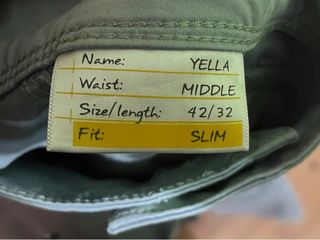 Name: YELLA
Waist: MIDDLE
Size/length: 42/32
Fit: SLIM